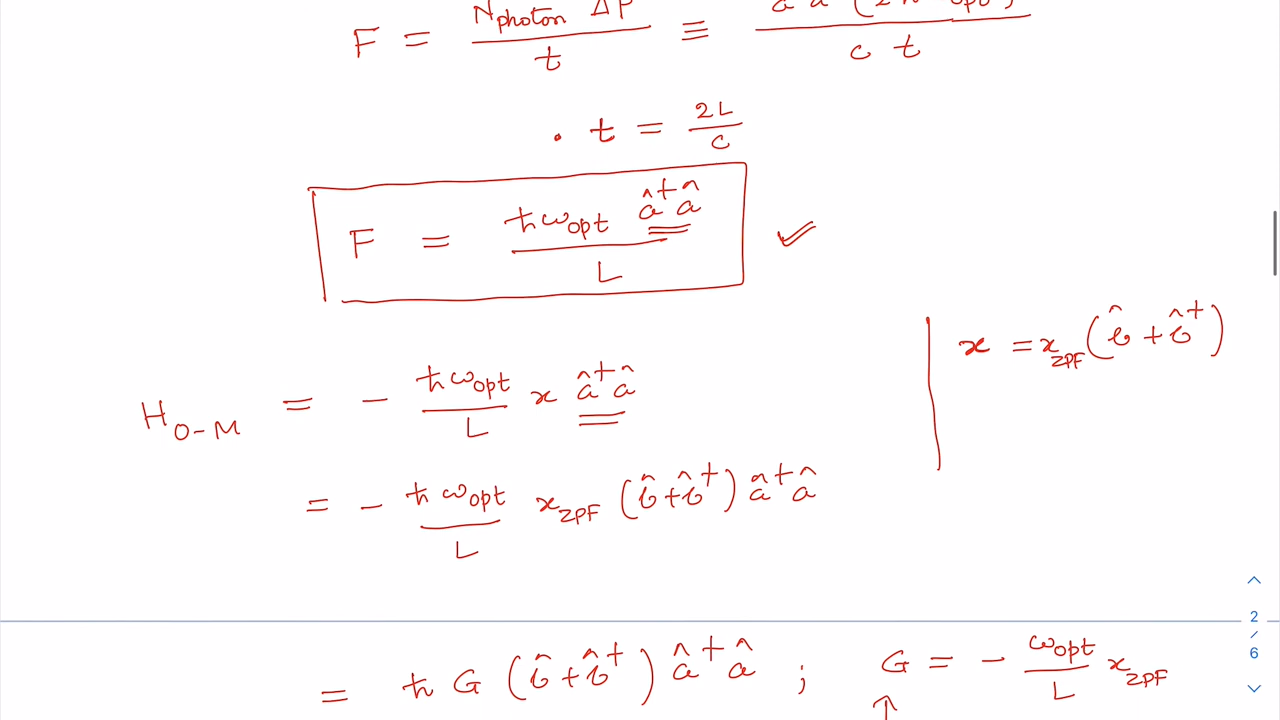 F = N_photon ΔP / t ≡ / c t
. t = 2L / c
F = ħω_opt â†â / L ✓
x = x_ZPF (b̂ + b̂†)
H_O-M = - ħω_opt / L x â†â
= - ħω_opt / L x_ZPF (b̂ + b̂†) â†â
2
/
6
= ħ G (b̂ + b̂†) â†â ; G = - ω_opt / L x_ZPF
↑